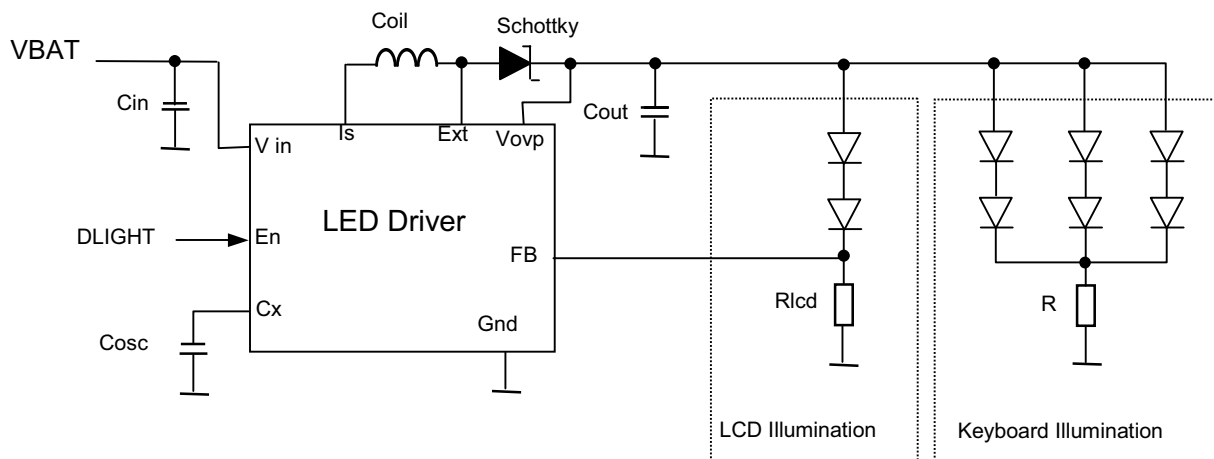 Coil
Schottky
VBAT
Cin
Cout
Is
Ext
Vovp
V in
LED Driver
DLIGHT
En
FB
Rlcd
R
Cx
Gnd
Cosc
LCD Illumination
Keyboard Illumination